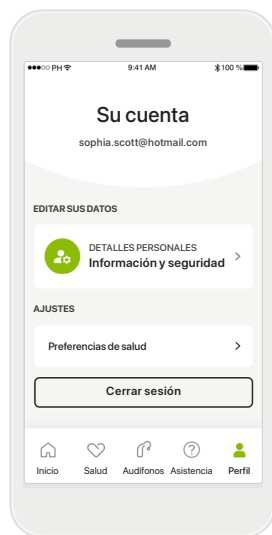 ●●●○○ PH 9:41 AM 100 %
Su cuenta
sophia.scott@hotmail.com
EDITAR SUS DATOS
DETALLES PERSONALES
Información y seguridad
AJUSTES
Preferencias de salud
Cerrar sesión
Inicio Salud Audífonos Asistencia Perfil